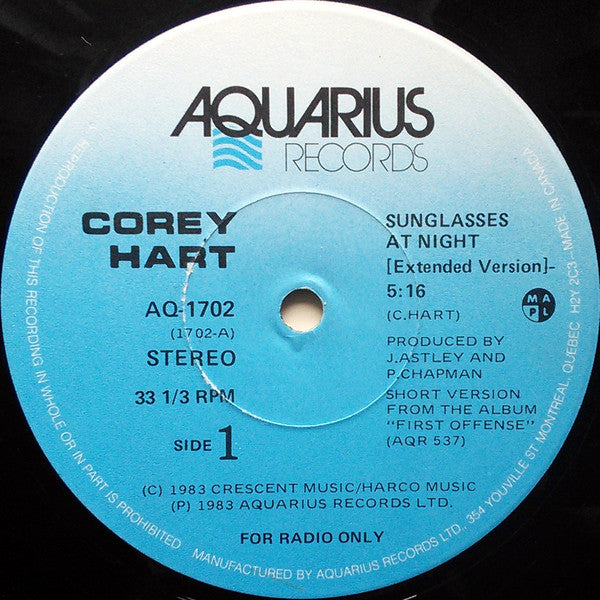 AQUARIUS
RECORDS
COREY
HART
AQ-1702
(1702-A)
STEREO
33 1/3 RPM
SIDE 1
SUNGLASSES
AT NIGHT
[Extended Version]-
5:16
(C.HART)
MAPL
PRODUCED BY
J.ASTLEY AND
P.CHAPMAN
SHORT VERSION
FROM THE ALBUM
"FIRST OFFENSE"
(AQR 537)
(C) 1983 CRESCENT MUSIC/HARCO MUSIC
(P) 1983 AQUARIUS RECORDS LTD.
FOR RADIO ONLY
REPRODUCTION OF THIS RECORDING IN WHOLE OR IN PART IS PROHIBITED
MANUFACTURED BY AQUARIUS RECORDS LTD. 354 YOUVILLE ST MONTREAL, QUEBEC H2Y 2C3-MADE IN CANADA